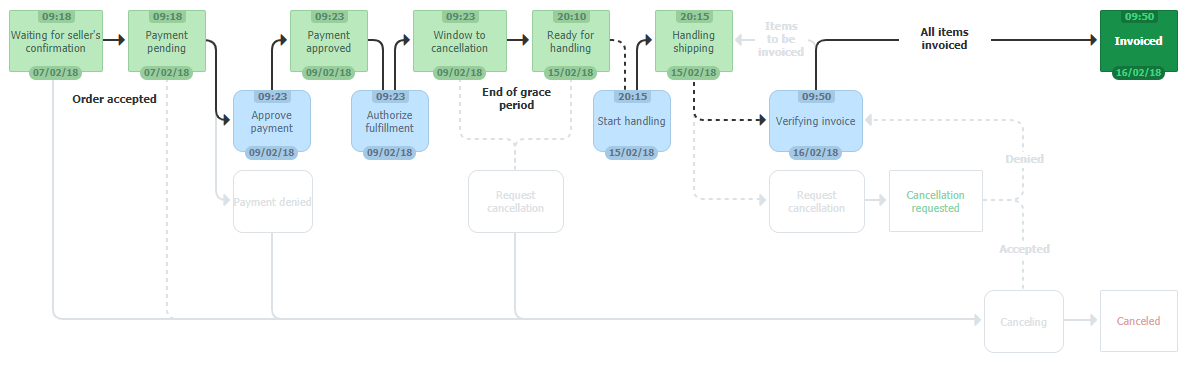 09:18
Waiting for seller's
confirmation
07/02/18
09:18
Payment
pending
07/02/18
09:23
Payment
approved
09/02/18
09:23
Window to
cancellation
09/02/18
20:10
Ready for
handling
15/02/18
20:15
Handling
shipping
15/02/18
Items
to be
invoiced
All items
invoiced
09:50
Invoiced
16/02/18
Order accepted
09:23
Approve
payment
09/02/18
09:23
Authorize
fulfillment
09/02/18
End of grace
period
20:15
Start handling
15/02/18
09:50
Verifying invoice
16/02/18
Denied
Payment denied
Request
cancellation
Request
cancellation
Cancellation
requested
Accepted
Canceling
Canceled